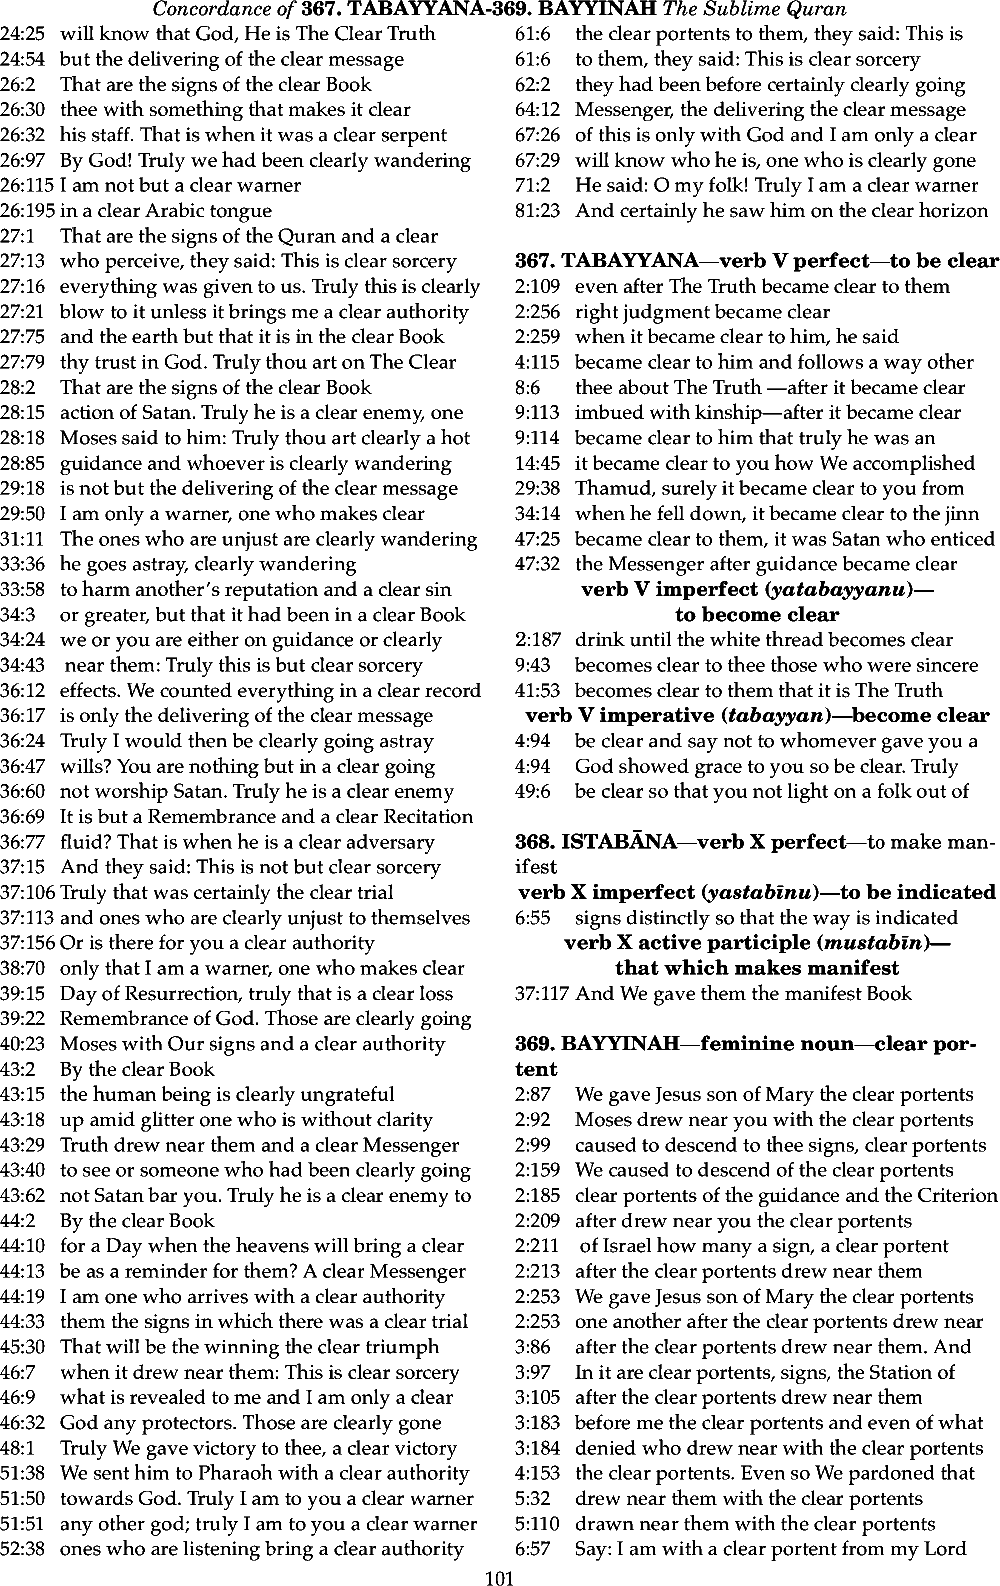 Concordance of 367. TABAYYANA-369. BAYYINAH The Sublime Quran
24:25 will know that God, He is The Clear Truth
24:54 but the delivering of the clear message
26:2 That are the signs of the clear Book
26:30 thee with something that makes it clear
26:32 his staff. That is when it was a clear serpent
26:97 By God! Truly we had been clearly wandering
26:115 I am not but a clear warner
26:195 in a clear Arabic tongue
27:1 That are the signs of the Quran and a clear
27:13 who perceive, they said: This is clear sorcery
27:16 everything was given to us. Truly this is clearly
27:21 blow to it unless it brings me a clear authority
27:75 and the earth but that it is in the clear Book
27:79 thy trust in God. Truly thou art on The Clear
28:2 That are the signs of the clear Book
28:15 action of Satan. Truly he is a clear enemy, one
28:18 Moses said to him: Truly thou art clearly a hot
28:85 guidance and whoever is clearly wandering
29:18 is not but the delivering of the clear message
29:50 I am only a warner, one who makes clear
31:11 The ones who are unjust are clearly wandering
33:36 he goes astray, clearly wandering
33:58 to harm another's reputation and a clear sin
34:3 or greater, but that it had been in a clear Book
34:24 we or you are either on guidance or clearly
34:43 near them: Truly this is but clear sorcery
36:12 effects. We counted everything in a clear record
36:17 is only the delivering of the clear message
36:24 Truly I would then be clearly going astray
36:47 wills? You are nothing but in a clear going
36:60 not worship Satan. Truly he is a clear enemy
36:69 It is but a Remembrance and a clear Recitation
36:77 fluid? That is when he is a clear adversary
37:15 And they said: This is not but clear sorcery
37:106 Truly that was certainly the clear trial
37:113 and ones who are clearly unjust to themselves
37:156 Or is there for you a clear authority
38:70 only that I am a warner, one who makes clear
39:15 Day of Resurrection, truly that is a clear loss
39:22 Remembrance of God. Those are clearly going
40:23 Moses with Our signs and a clear authority
43:2 By the clear Book
43:15 the human being is clearly ungrateful
43:18 up amid glitter one who is without clarity
43:29 Truth drew near them and a clear Messenger
43:40 to see or someone who had been clearly going
43:62 not Satan bar you. Truly he is a clear enemy to
44:2 By the clear Book
44:10 for a Day when the heavens will bring a clear
44:13 be as a reminder for them? A clear Messenger
44:19 I am one who arrives with a clear authority
44:33 them the signs in which there was a clear trial
45:30 That will be the winning the clear triumph
46:7 when it drew near them: This is clear sorcery
46:9 what is revealed to me and I am only a clear
46:32 God any protectors. Those are clearly gone
48:1 Truly We gave victory to thee, a clear victory
51:38 We sent him to Pharaoh with a clear authority
51:50 towards God. Truly I am to you a clear warner
51:51 any other god; truly I am to you a clear warner
52:38 ones who are listening bring a clear authority
61:6 the clear portents to them, they said: This is
61:6 to them, they said: This is clear sorcery
62:2 they had been before certainly clearly going
64:12 Messenger, the delivering the clear message
67:26 of this is only with God and I am only a clear
67:29 will know who he is, one who is clearly gone
71:2 He said: O my folk! Truly I am a clear warner
81:23 And certainly he saw him on the clear horizon
367. TABAYYANA—verb V perfect—to be clear
2:109 even after The Truth became clear to them
2:256 right judgment became clear
2:259 when it became clear to him, he said
4:115 became clear to him and follows a way other
8:6 thee about The Truth —after it became clear
9:113 imbued with kinship—after it became clear
9:114 became clear to him that truly he was an
14:45 it became clear to you how We accomplished
29:38 Thamud, surely it became clear to you from
34:14 when he fell down, it became clear to the jinn
47:25 became clear to them, it was Satan who enticed
47:32 the Messenger after guidance became clear
verb V imperfect (yatabayyanu)—
to become clear
2:187 drink until the white thread becomes clear
9:43 becomes clear to thee those who were sincere
41:53 becomes clear to them that it is The Truth
verb V imperative (tabayyan)—become clear
4:94 be clear and say not to whomever gave you a
4:94 God showed grace to you so be clear. Truly
49:6 be clear so that you not light on a folk out of
368. ISTABĀNA—verb X perfect—to make man-
ifest
verb X imperfect (yastabīnu)—to be indicated
6:55 signs distinctly so that the way is indicated
verb X active participle (mustabīn)—
that which makes manifest
37:117 And We gave them the manifest Book
369. BAYYINAH—feminine noun—clear por-
tent
2:87 We gave Jesus son of Mary the clear portents
2:92 Moses drew near you with the clear portents
2:99 caused to descend to thee signs, clear portents
2:159 We caused to descend of the clear portents
2:185 clear portents of the guidance and the Criterion
2:209 after drew near you the clear portents
2:211 of Israel how many a sign, a clear portent
2:213 after the clear portents drew near them
2:253 We gave Jesus son of Mary the clear portents
2:253 one another after the clear portents drew near
3:86 after the clear portents drew near them. And
3:97 In it are clear portents, signs, the Station of
3:105 after the clear portents drew near them
3:183 before me the clear portents and even of what
3:184 denied who drew near with the clear portents
4:153 the clear portents. Even so We pardoned that
5:32 drew near them with the clear portents
5:110 drawn near them with the clear portents
6:57 Say: I am with a clear portent from my Lord
101